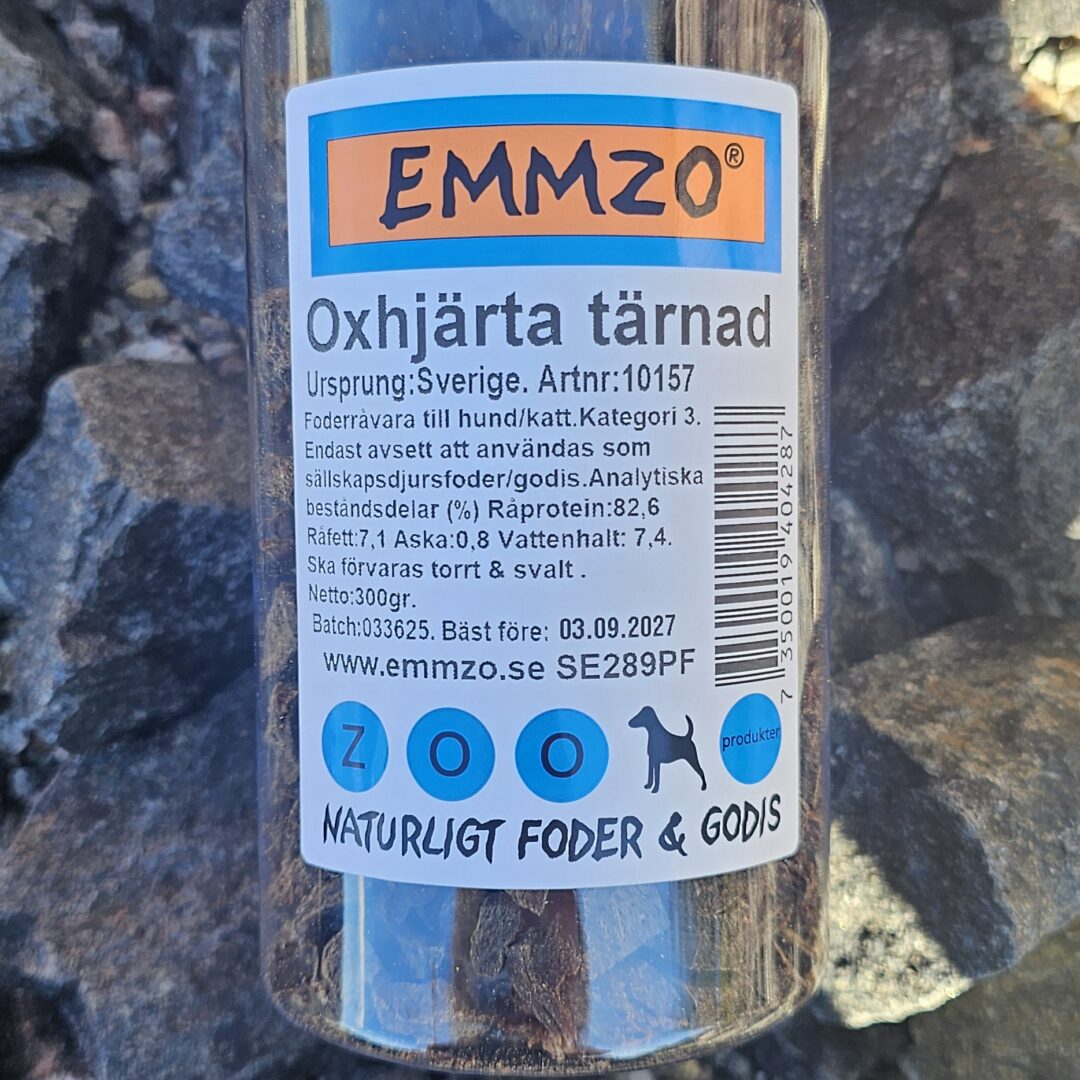 EMMZO®
Oxhjärta tärnad
Ursprung:Sverige. Artnr:10157
Foderråvara till hund/katt.Kategori 3.
Endast avsett att användas som
sällskapsdjursfoder/godis.Analytiska
beståndsdelar (%) Råprotein:82,6
Råfett:7,1 Aska:0,8 Vattenhalt: 7,4.
Ska förvaras torrt & svalt .
Netto:300gr.
Batch:033625. Bäst före: 03.09.2027
www.emmzo.se SE289PF
7 350019 404287
ZOO produkter
NATURLIGT FODER & GODIS